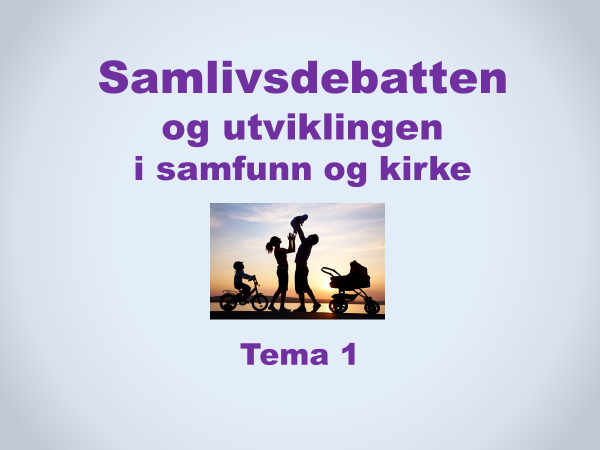 Samlivsdebatten
og utviklingen
i samfunn og kirke
Tema 1